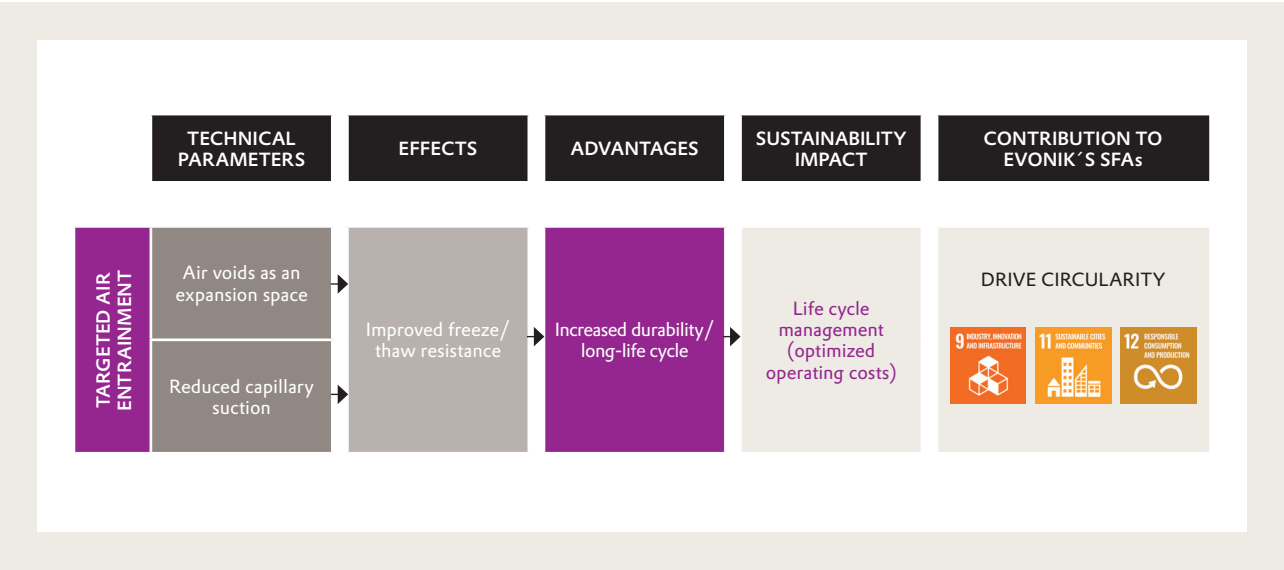 TECHNICAL
PARAMETERS
EFFECTS
ADVANTAGES
SUSTAINABILITY
IMPACT
CONTRIBUTION TO
EVONIK´S SFAs
TARGETED AIR
ENTRAINMENT
Air voids as an
expansion space
Reduced capillary
suction
Improved freeze/
thaw resistance
Increased durability/
long-life cycle
Life cycle
management
(optimized
operating costs)
DRIVE CIRCULARITY
9 INDUSTRY, INNOVATION
AND INFRASTRUCTURE
11 SUSTAINABLE CITIES
AND COMMUNITIES
12 RESPONSIBLE
CONSUMPTION
AND PRODUCTION